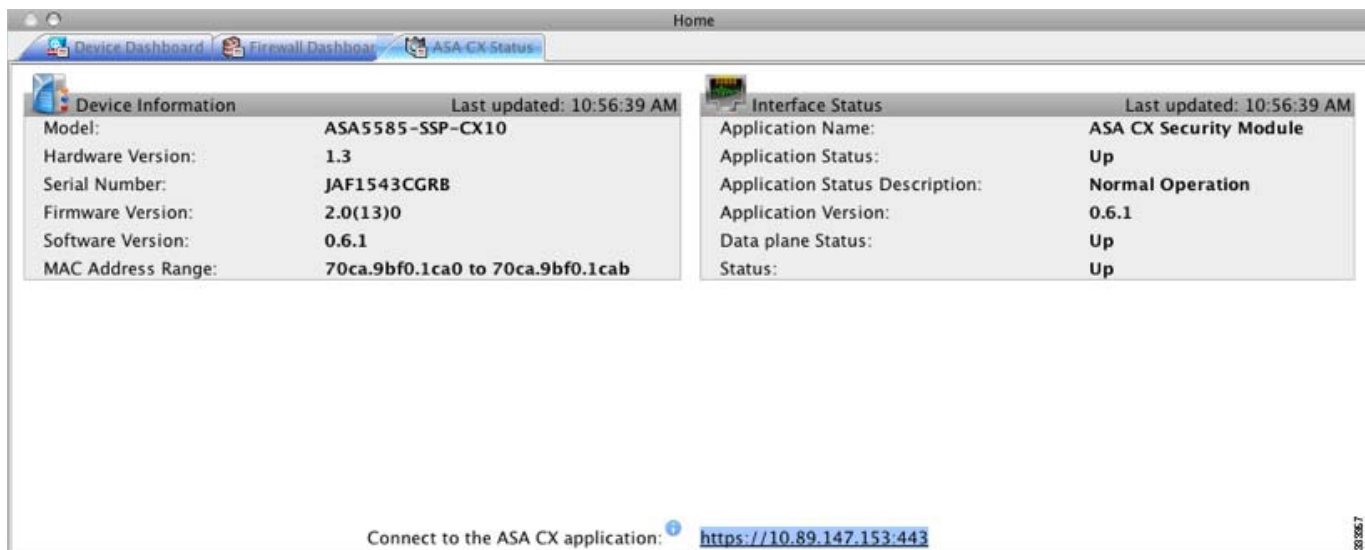 Home
Device Dashboard
Firewall Dashboar
ASA CX Status
Device Information Last updated: 10:56:39 AM
Model: ASA5585-SSP-CX10
Hardware Version: 1.3
Serial Number: JAF1543CGRB
Firmware Version: 2.0(13)0
Software Version: 0.6.1
MAC Address Range: 70ca.9bf0.1ca0 to 70ca.9bf0.1cab
Interface Status Last updated: 10:56:39 AM
Application Name: ASA CX Security Module
Application Status: Up
Application Status Description: Normal Operation
Application Version: 0.6.1
Data plane Status: Up
Status: Up
Connect to the ASA CX application: https://10.89.147.153:443